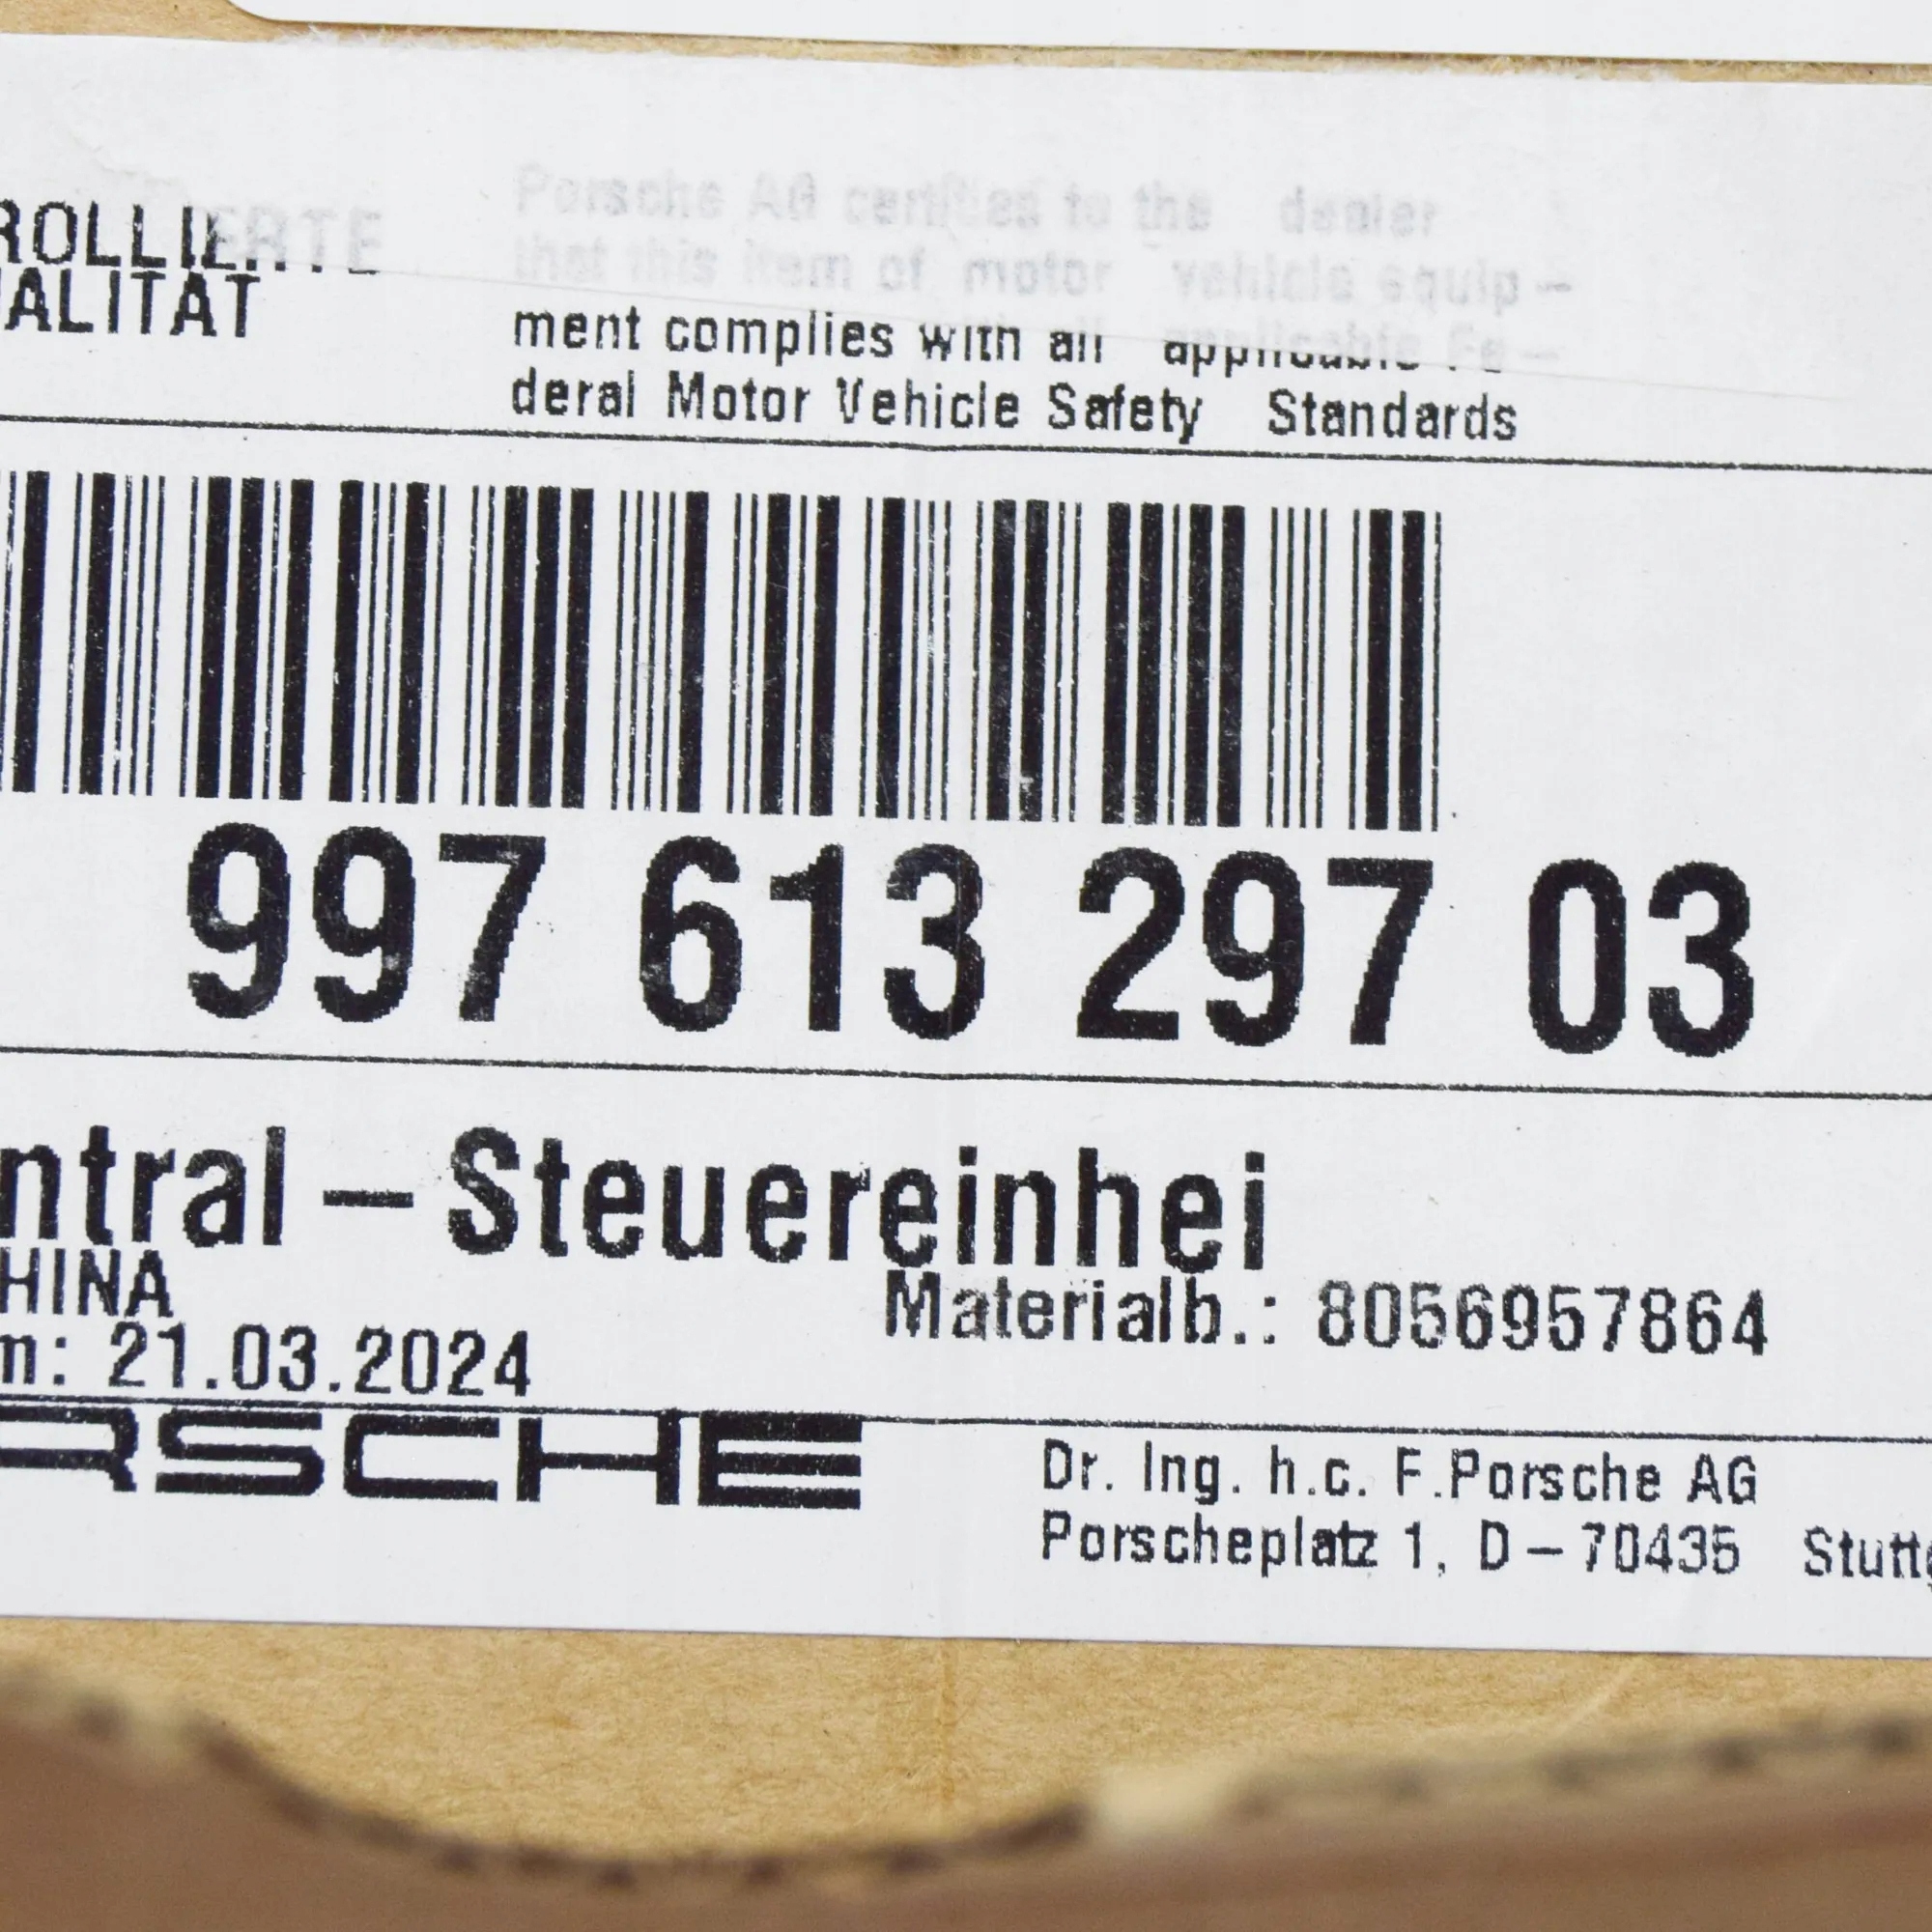 ROLLIERTE
UALITÄT
Porsche AG certifies to the dealer
that this item of motor vehicle equip-
ment complies with all applicable Fe-
deral Motor Vehicle Safety Standards
997 613 297 03
ntral-Steuereinhei
HINA
Materialb.: 8056957864
m: 21.03.2024
RSCHE
Dr. Ing. h.c. F.Porsche AG
Porscheplatz 1, D-70435 Stuttg